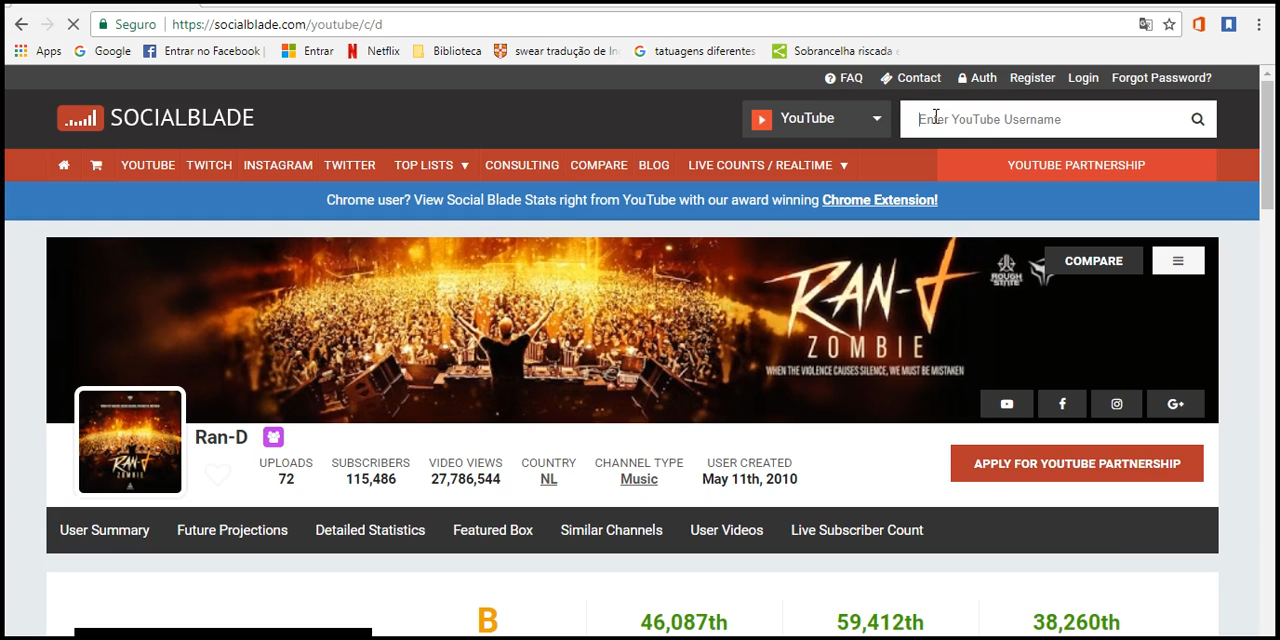 Seguro https://socialblade.com/youtube/c/d
Apps Google Entrar no Facebook Entrar Netflix Biblioteca swear tradução de In tatuagens diferentes Sobrancelha riscada e
FAQ Contact Auth Register Login Forgot Password?
SOCIALBLADE YouTube Enter YouTube Username
YOUTUBE TWITCH INSTAGRAM TWITTER TOP LISTS CONSULTING COMPARE BLOG LIVE COUNTS / REALTIME YOUTUBE PARTNERSHIP
Chrome user? View Social Blade Stats right from YouTube with our award winning Chrome Extension!
COMPARE
ROUGH STATE
RAN-d
ZOMBIE
WHEN THE VIOLENCE CAUSES SILENCE, WE MUST BE MISTAKEN
RAN-d
ZOMBIE
Ran-D
UPLOADS SUBSCRIBERS VIDEO VIEWS COUNTRY CHANNEL TYPE USER CREATED
72 115,486 27,786,544 NL Music May 11th, 2010
APPLY FOR YOUTUBE PARTNERSHIP
User Summary Future Projections Detailed Statistics Featured Box Similar Channels User Videos Live Subscriber Count
B 46,087th 59,412th 38,260th